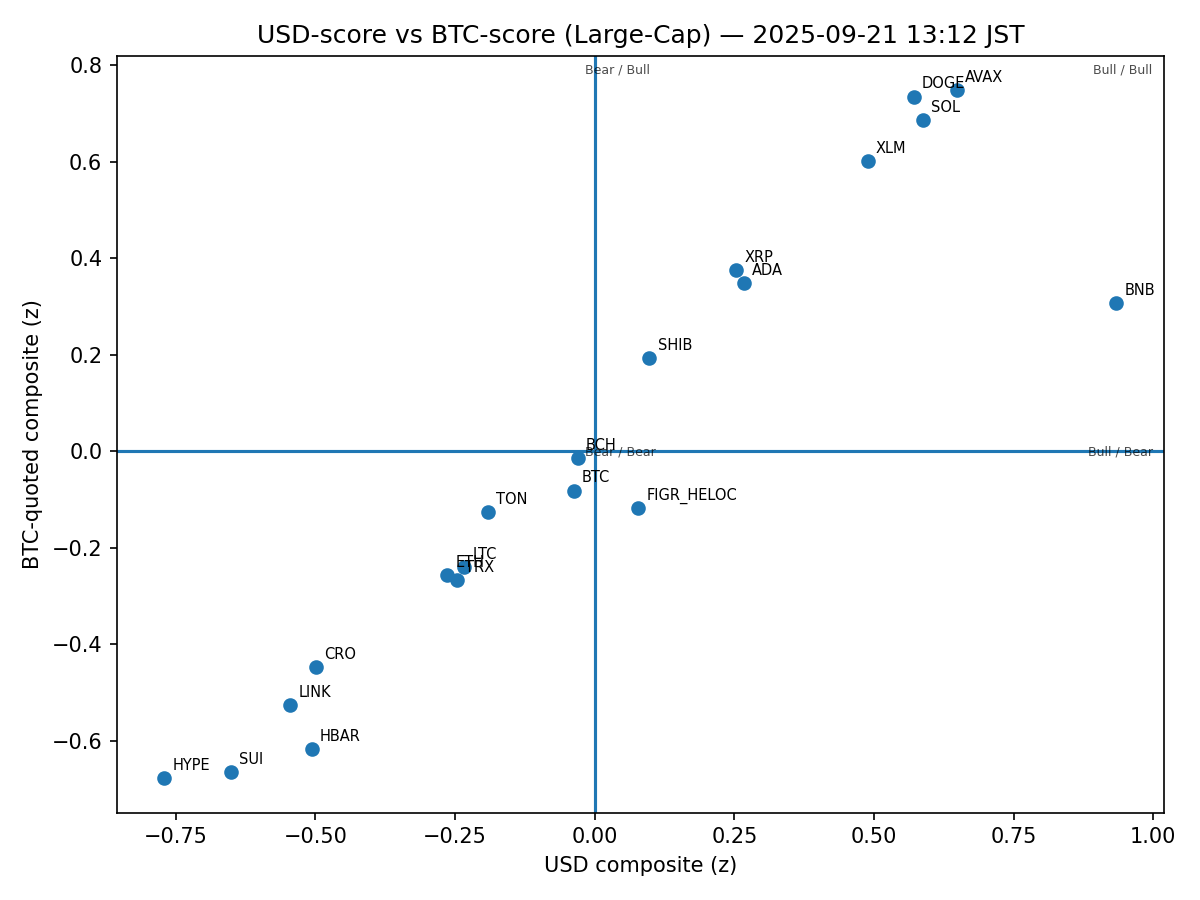 USD-score vs BTC-score (Large-Cap) — 2025-09-21 13:12 JST
Bear / Bull
Bull / Bull
0.8
AVAX
DOGE
SOL
XLM
0.6
XRP
ADA
0.4
BNB
SHIB
0.2
BCH
Bear / Bear
Bull / Bear
0.0
BTC
FIGR_HELOC
TON
−0.2
LTC
ETH
TRX
−0.4
CRO
LINK
HBAR
−0.6
SUI
HYPE
−0.75
−0.50
−0.25
0.00
0.25
0.50
0.75
1.00
USD composite (z)
BTC-quoted composite (z)